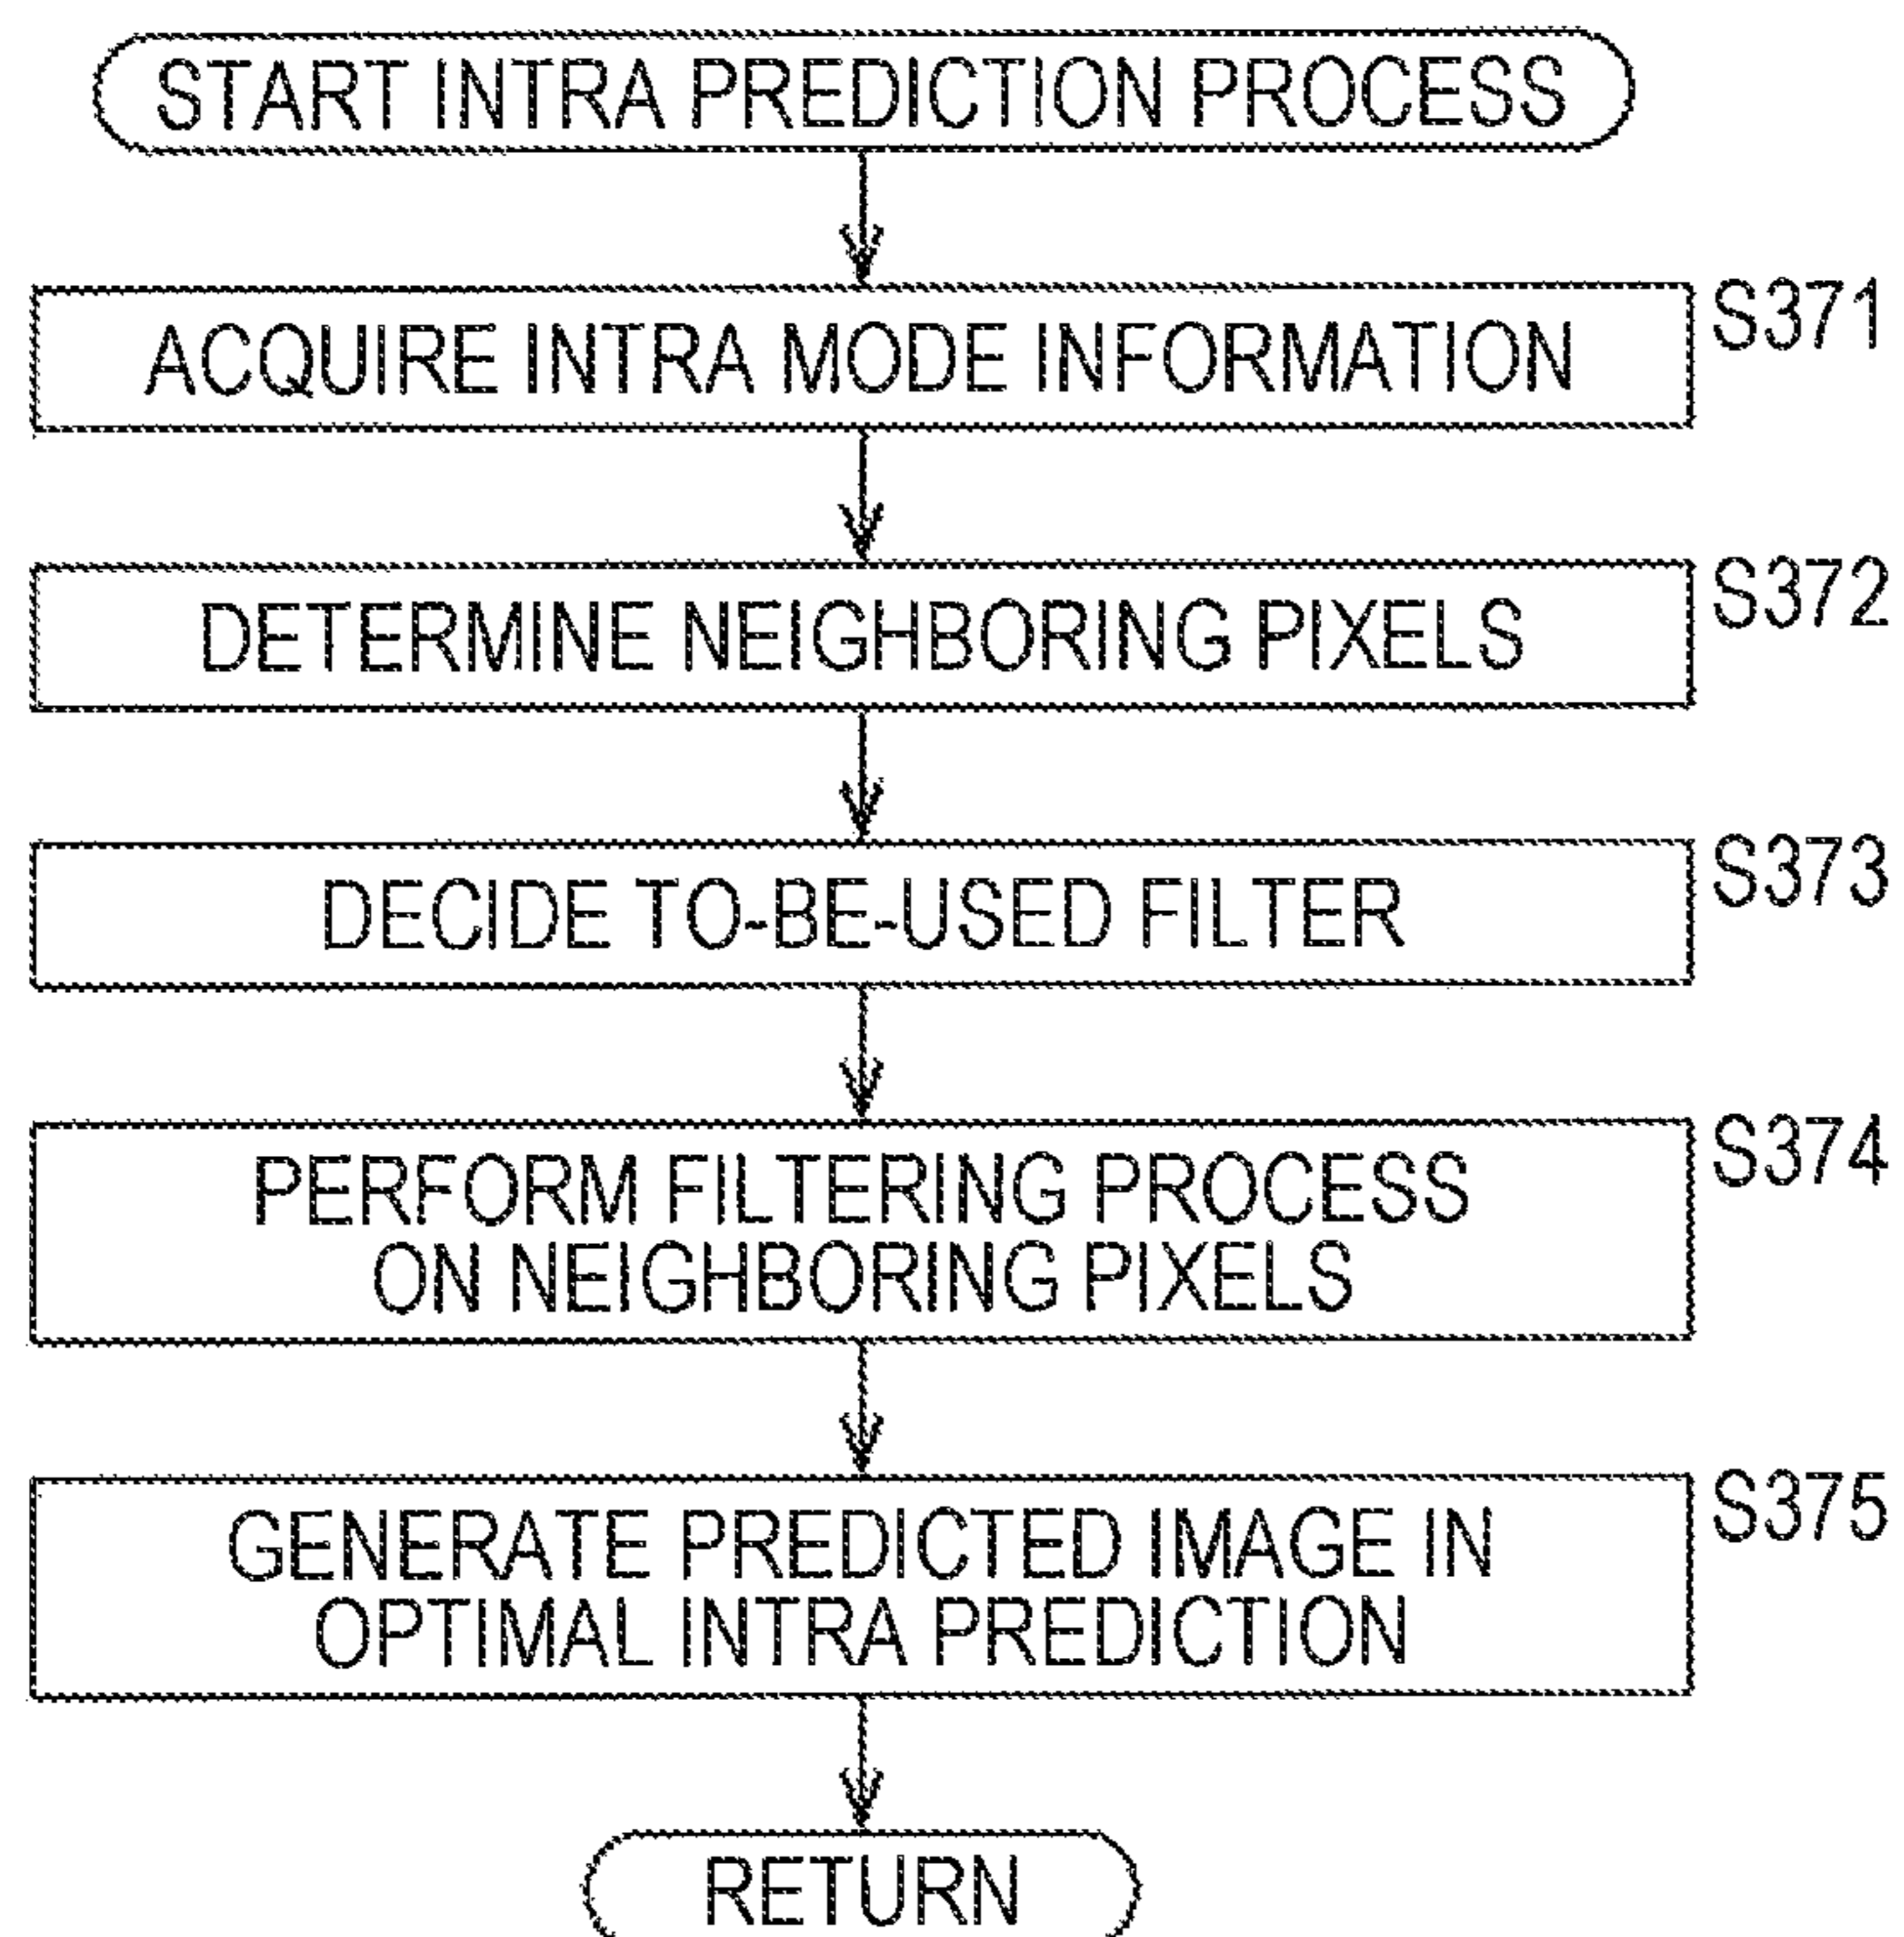 START INTRA PREDICTION PROCESS
S371
ACQUIRE INTRA MODE INFORMATION
S372
DETERMINE NEIGHBORING PIXELS
S373
DECIDE TO-BE-USED FILTER
S374
PERFORM FILTERING PROCESS
ON NEIGHBORING PIXELS
S375
GENERATE PREDICTED IMAGE IN
OPTIMAL INTRA PREDICTION
RETURN